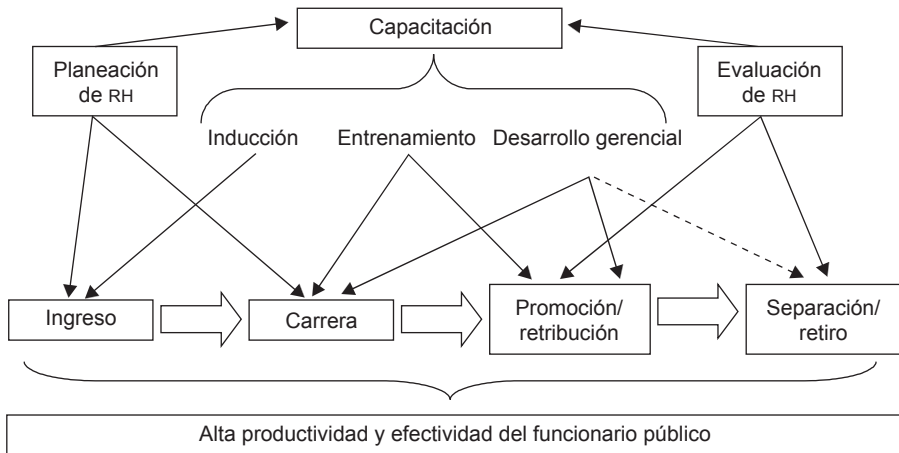 Capacitación
Planeación
de RH
Evaluación
de RH
Inducción
Entrenamiento
Desarrollo gerencial
Ingreso
Carrera
Promoción/
retribución
Separación/
retiro
Alta productividad y efectividad del funcionario público